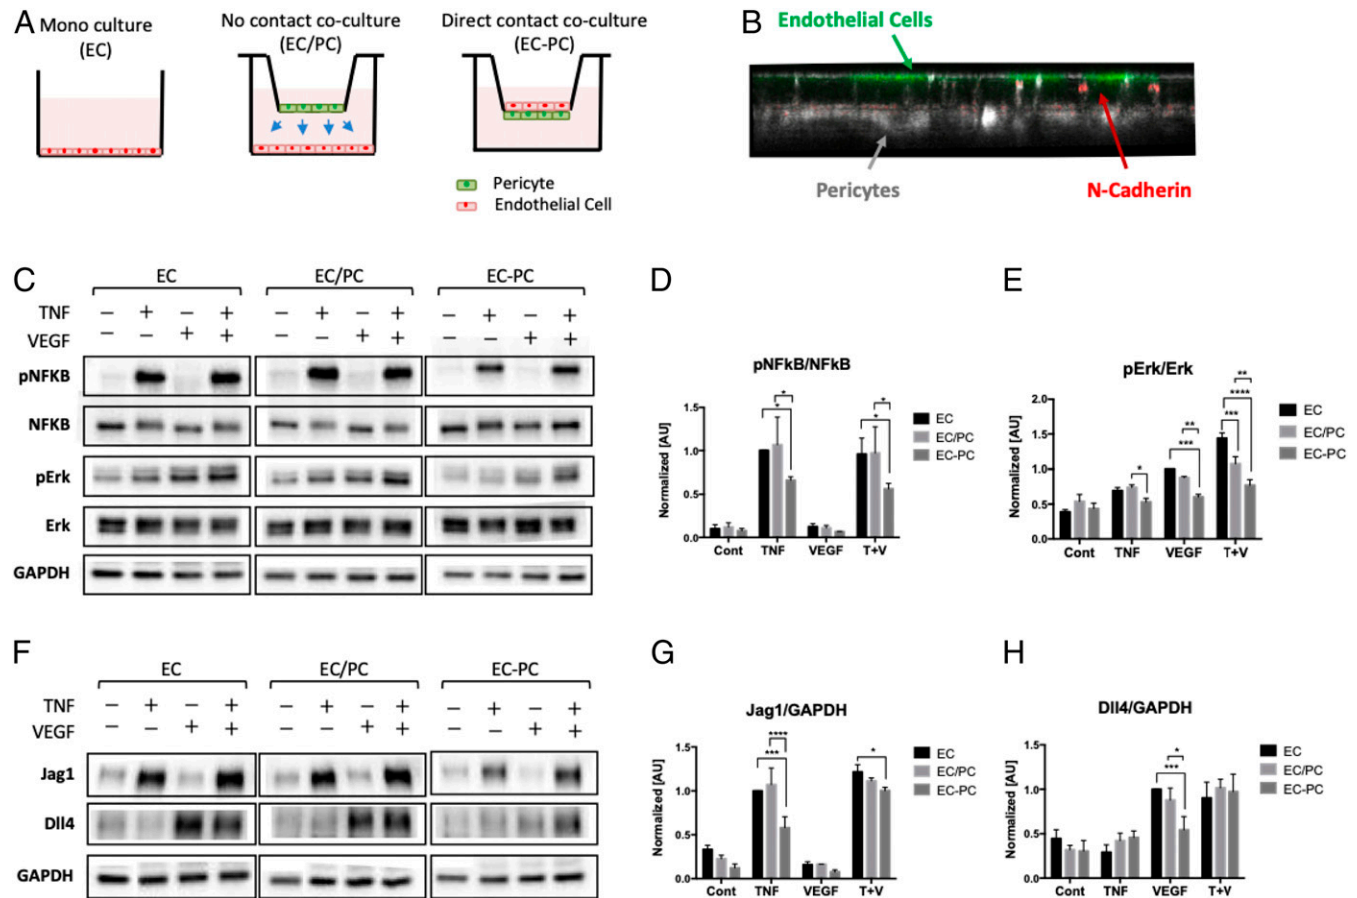 A
Mono culture
(EC)
No contact co-culture
(EC/PC)
Direct contact co-culture
(EC-PC)
Pericyte
Endothelial Cell
B
Endothelial Cells
Pericytes
N-Cadherin
C
EC EC/PC EC-PC
TNF − + − + − + − + − + − +
VEGF − − + + − − + + − − + +
pNFKB
NFKB
pErk
Erk
GAPDH
D
pNFkB/NFkB
Normalized [AU]
1.5
1.0
0.5
0.0
* * * *
Cont TNF VEGF T+V
EC
EC/PC
EC-PC
E
pErk/Erk
Normalized [AU]
2.0
1.5
1.0
0.5
0.0
**
****
** ***
***
*
Cont TNF VEGF T+V
EC
EC/PC
EC-PC
F
EC EC/PC EC-PC
TNF − + − + − + − + − + − +
VEGF − − + + − − + + − − + +
Jag1
Dll4
GAPDH
G
Jag1/GAPDH
Normalized [AU]
1.5
1.0
0.5
0.0
****
*** *
Cont TNF VEGF T+V
EC
EC/PC
EC-PC
H
Dll4/GAPDH
Normalized [AU]
1.5
1.0
0.5
0.0
*
***
Cont TNF VEGF T+V
EC
EC/PC
EC-PC